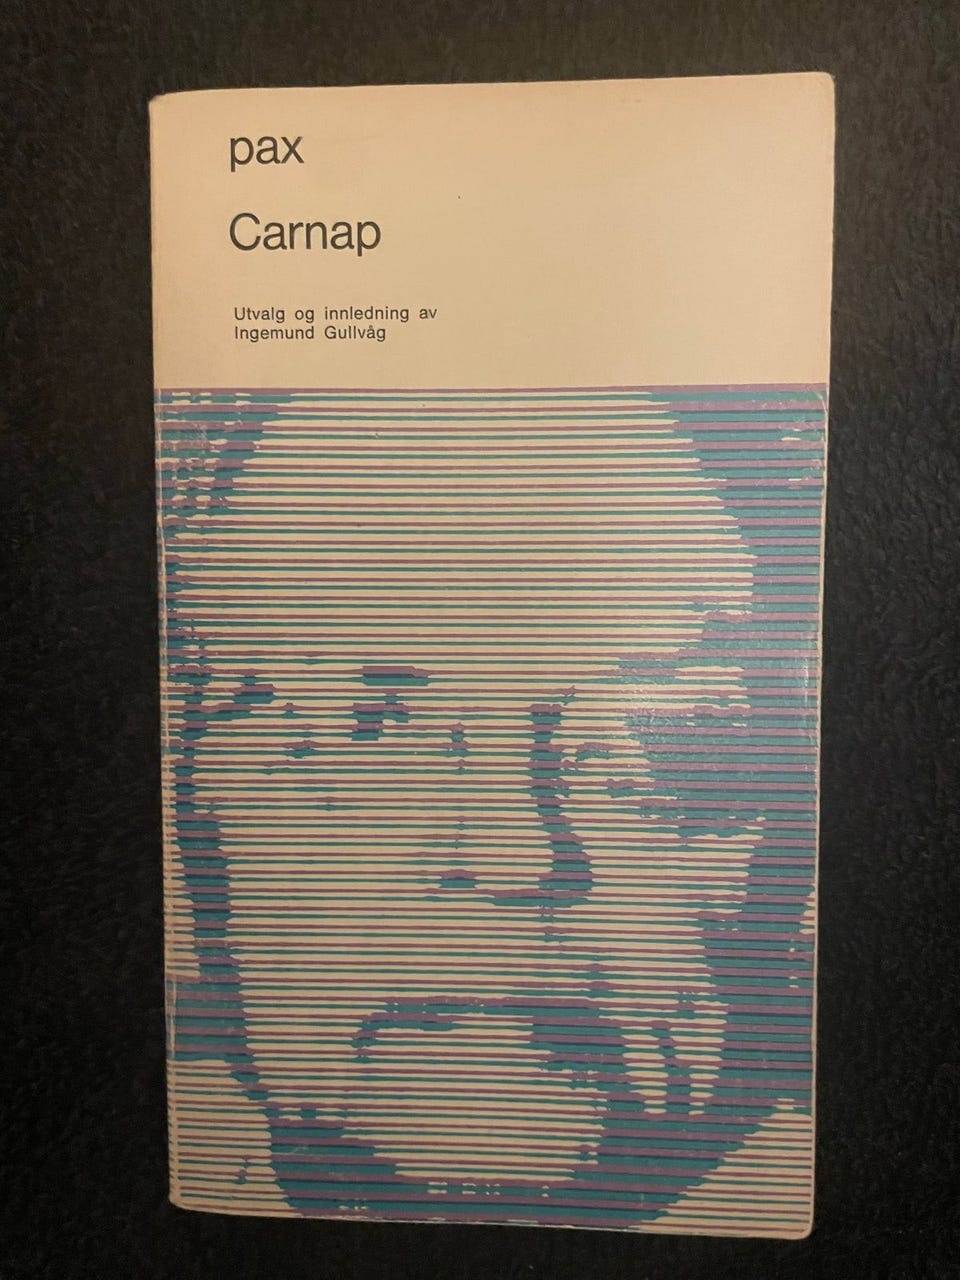 pax
Carnap
Utvalg og innledning av
Ingemund Gullvåg